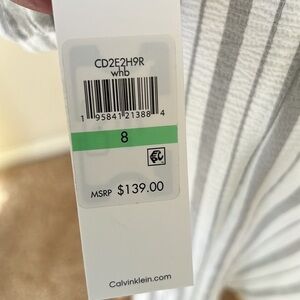 CD2E2H9R
whb
1 95841 21388 4
8
MSRP $139.00
Calvinklein.com